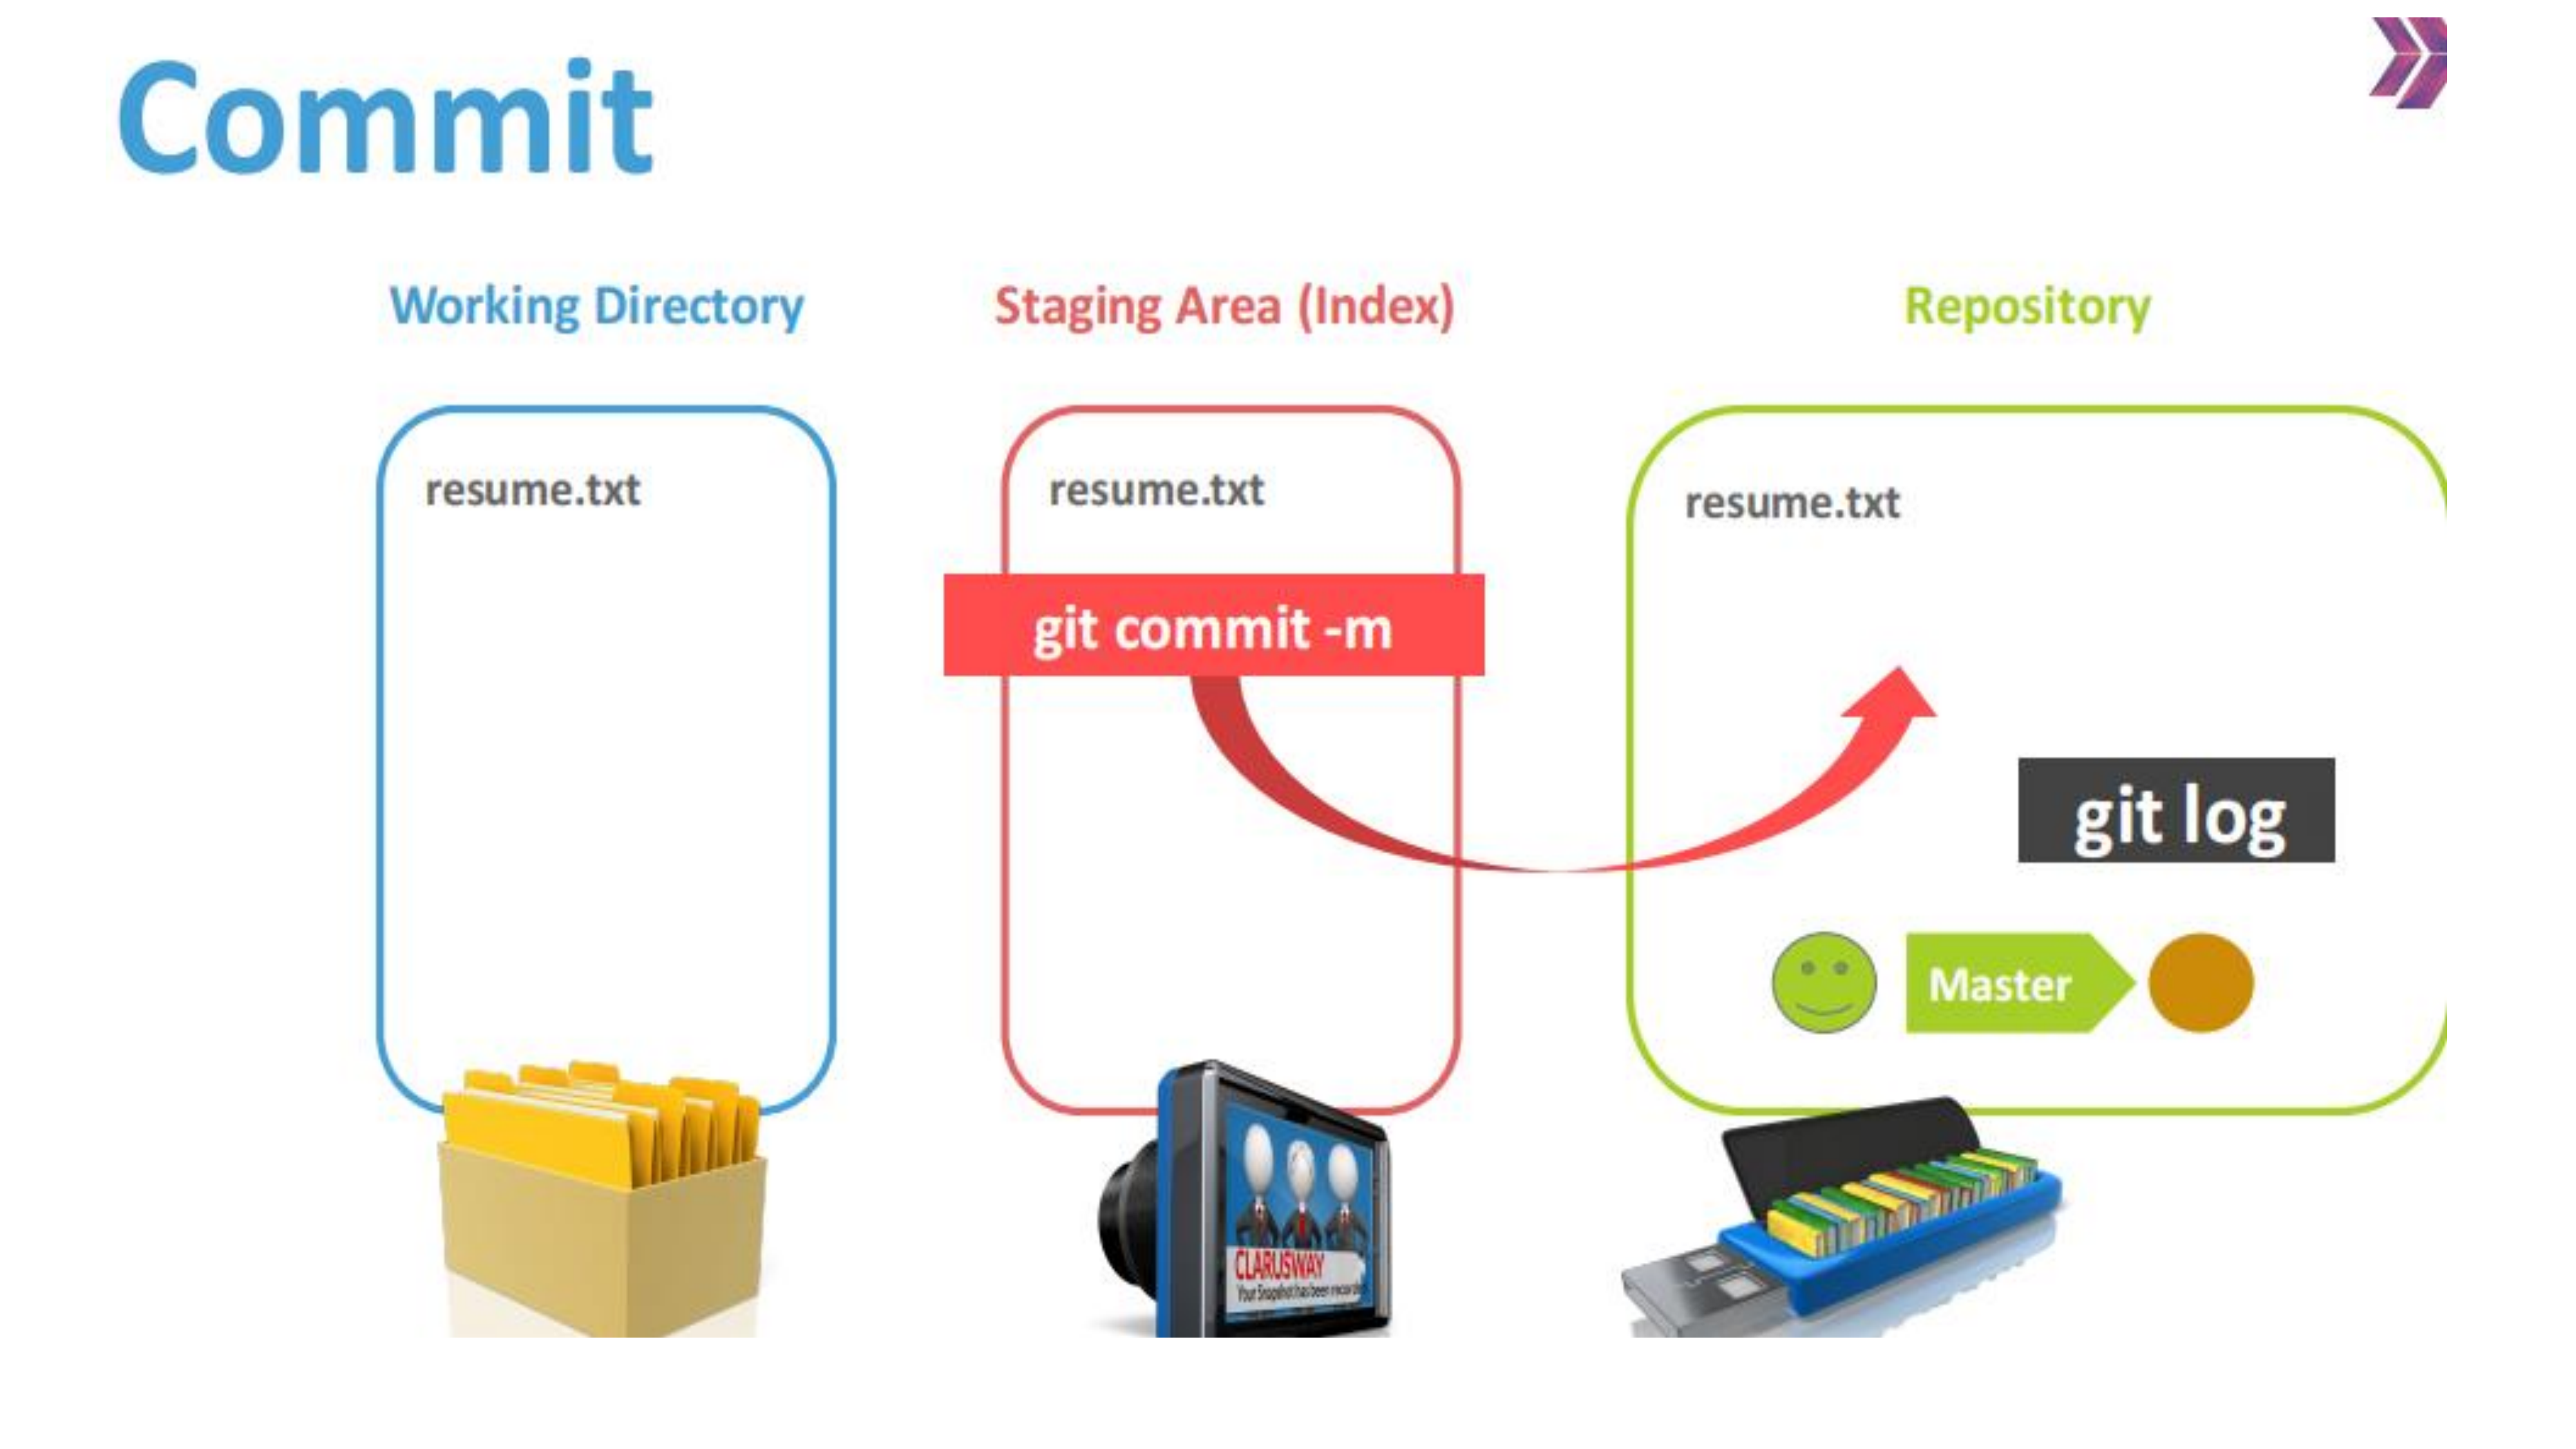 Commit
Working Directory
Staging Area (Index)
Repository
resume.txt
resume.txt
resume.txt
git commit -m
git log
Master
CLARUSWAY
Your Snapshot has been recorded